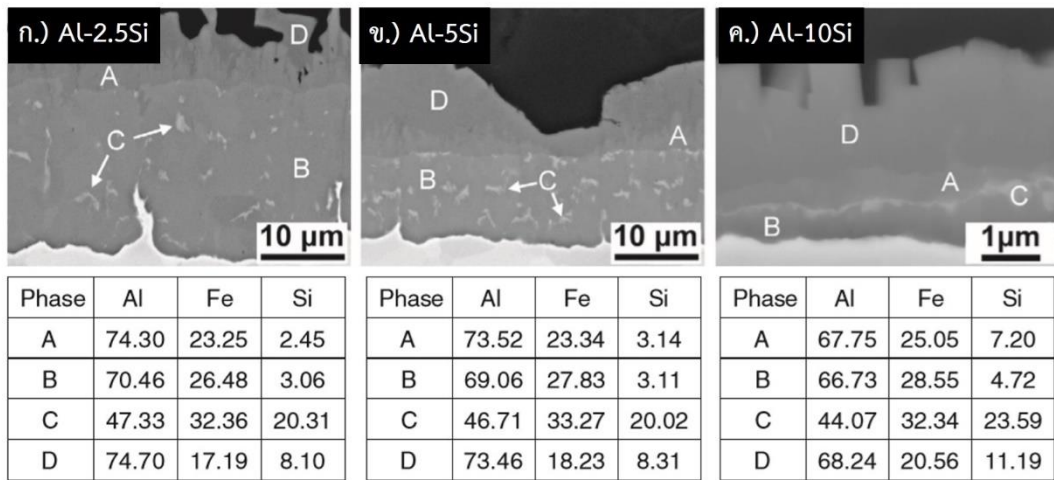 ก.) Al-2.5Si
D
A
C
B
10 µm
ข.) Al-5Si
D
A
B
C
10 µm
ค.) Al-10Si
D
A
C
B
1µm
Phase Al Fe Si
A 74.30 23.25 2.45
B 70.46 26.48 3.06
C 47.33 32.36 20.31
D 74.70 17.19 8.10
Phase Al Fe Si
A 73.52 23.34 3.14
B 69.06 27.83 3.11
C 46.71 33.27 20.02
D 73.46 18.23 8.31
Phase Al Fe Si
A 67.75 25.05 7.20
B 66.73 28.55 4.72
C 44.07 32.34 23.59
D 68.24 20.56 11.19